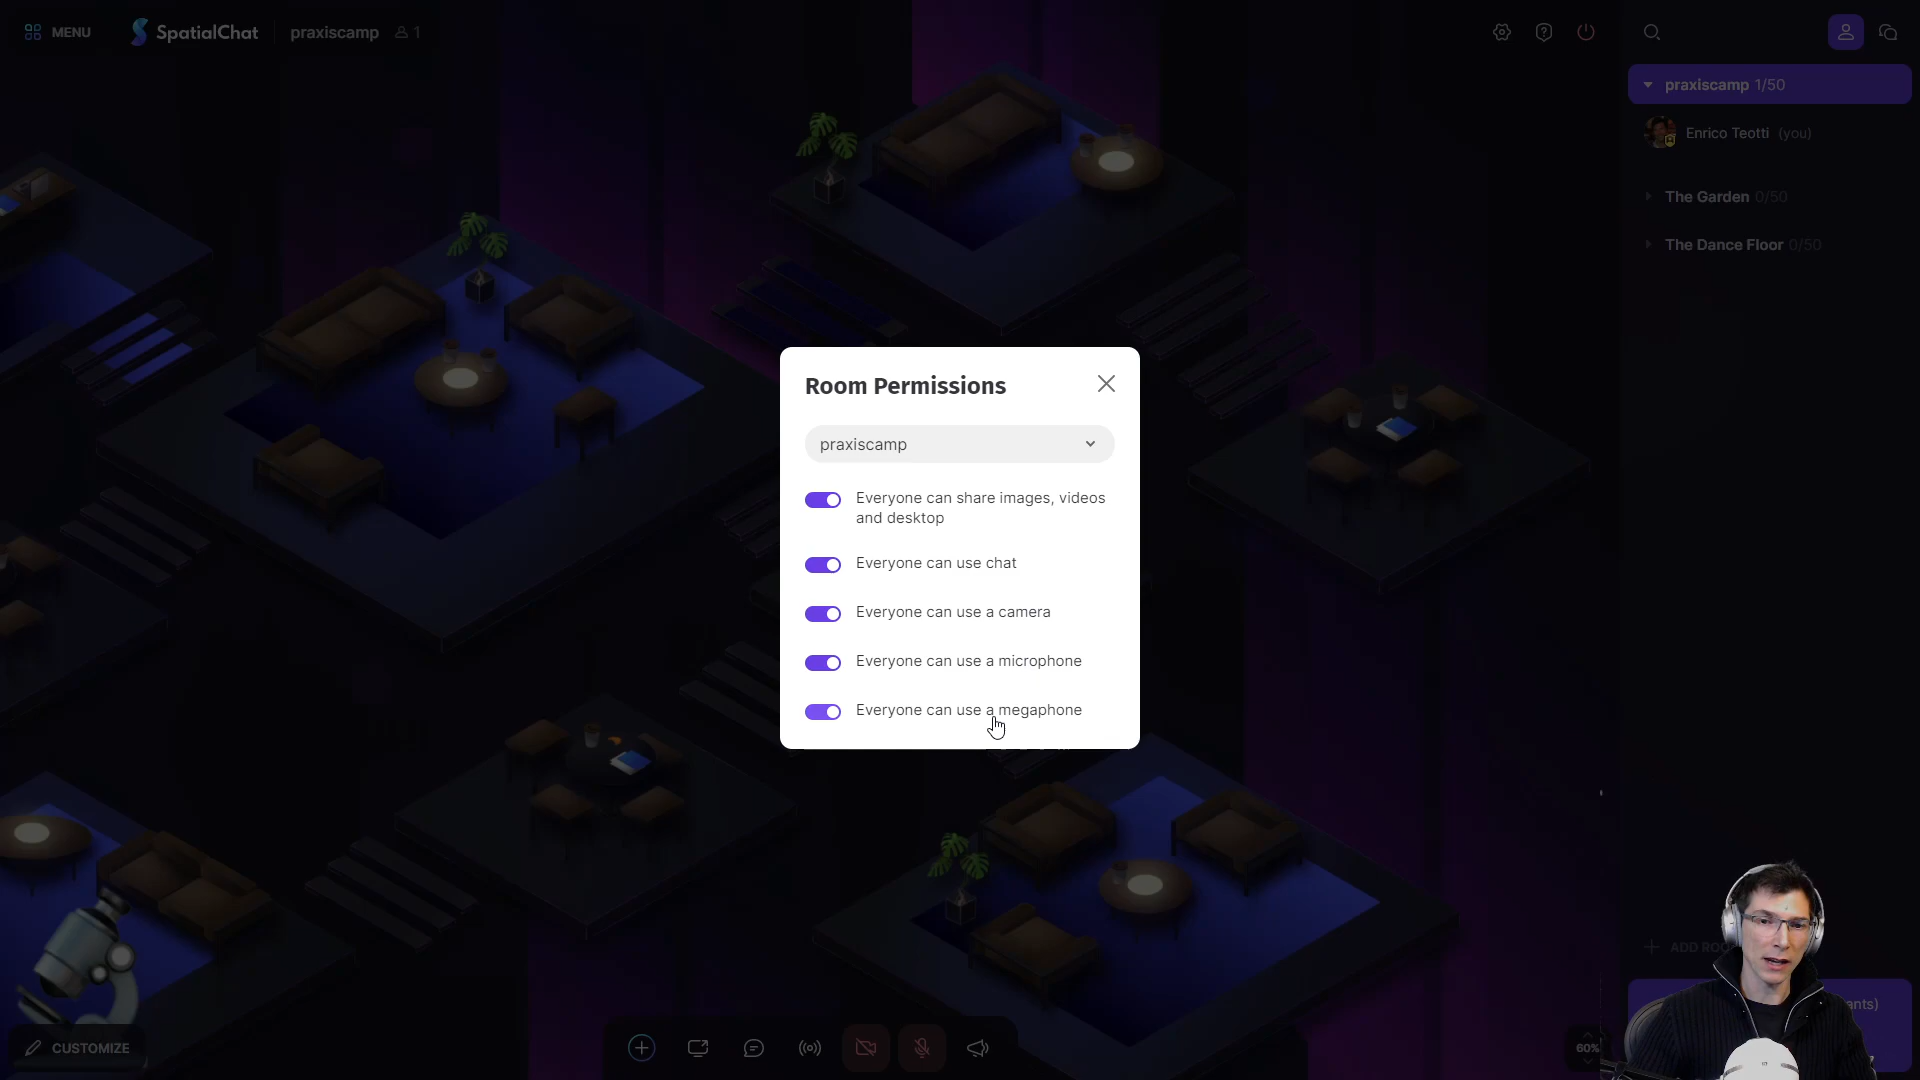 MENU
SpatialChat
praxiscamp
1
praxiscamp 1/50
Enrico Teotti (you)
The Garden 0/50
The Dance Floor 0/50
Room Permissions
praxiscamp
Everyone can share images, videos
and desktop
Everyone can use chat
Everyone can use a camera
Everyone can use a microphone
Everyone can use a megaphone
ADD
CUSTOMIZE
60%